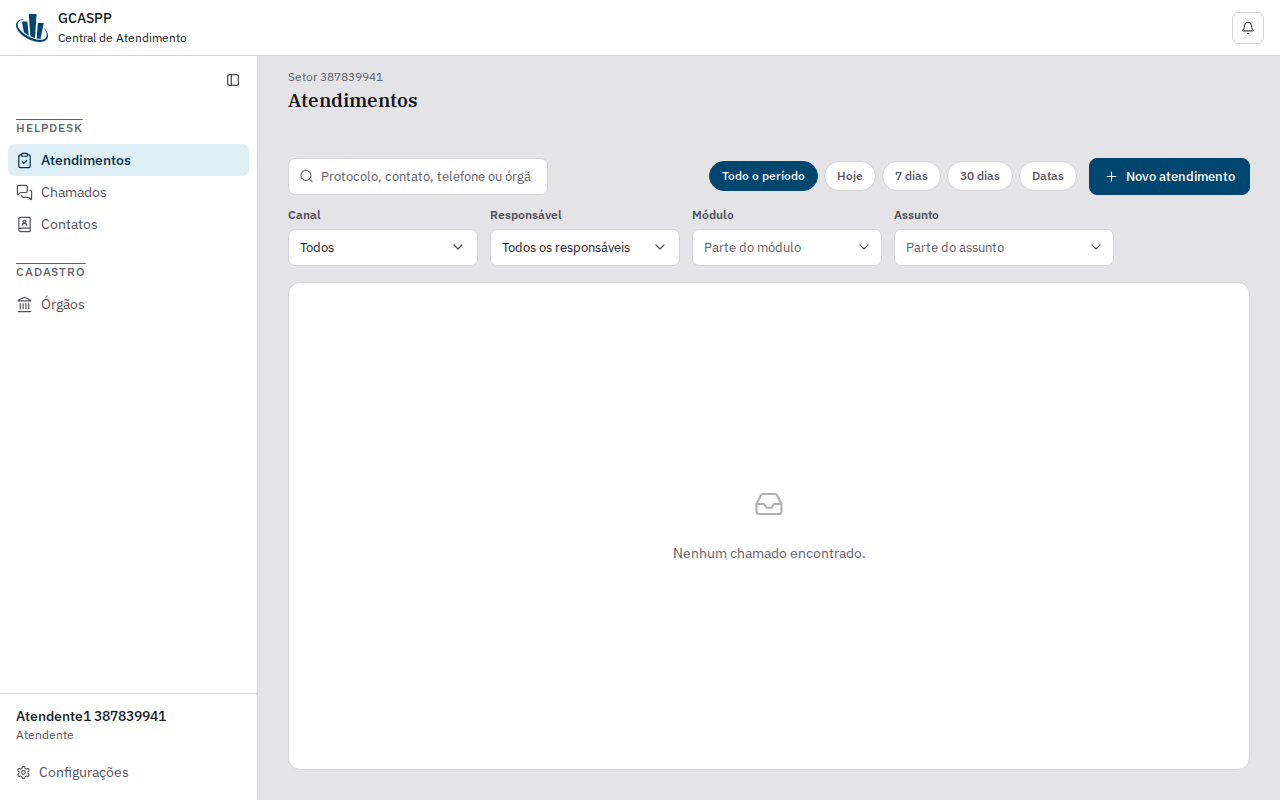 GCASPP
Central de Atendimento
HELPDESK
Atendimentos
Chamados
Contatos
CADASTRO
Órgãos
Atendente1 387839941
Atendente
Configurações
Setor 387839941
Atendimentos
Protocolo, contato, telefone ou órgã
Todo o período
Hoje
7 dias
30 dias
Datas
Novo atendimento
Canal
Responsável
Módulo
Assunto
Todos
Todos os responsáveis
Parte do módulo
Parte do assunto
Nenhum chamado encontrado.